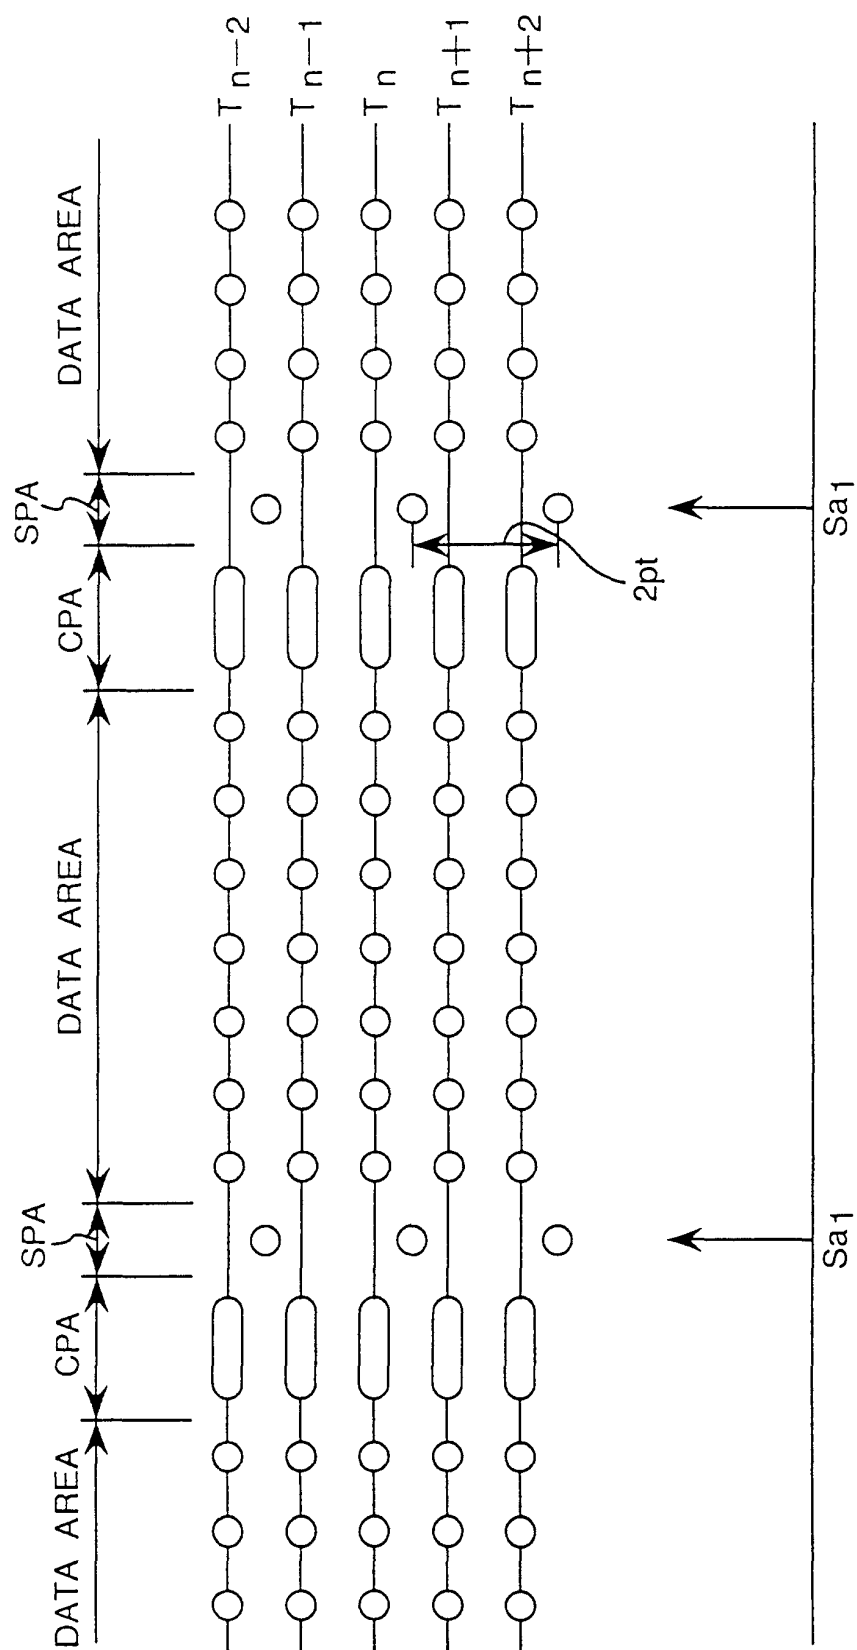 DATA AREA
CPA
SPA
DATA AREA
CPA
SPA
DATA AREA
Tn-2
Tn-1
Tn
Tn+1
Tn+2
2pt
Sa1
Sa1